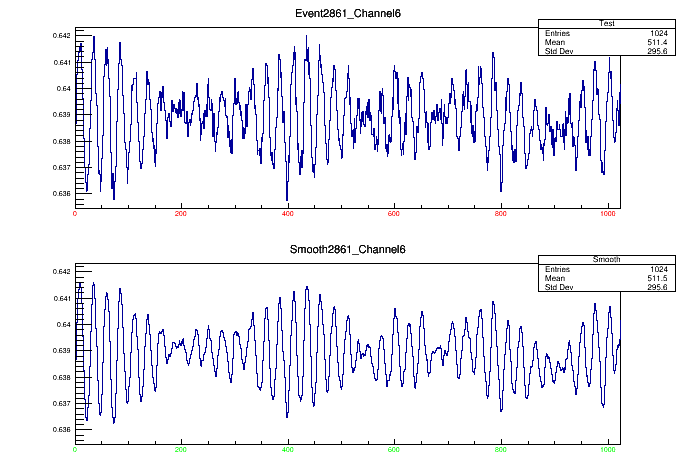 Event2861_Channel6
Test
Entries 1024
Mean 511.4
Std Dev 295.6
0.642
0.641
0.64
0.639
0.638
0.637
0.636
0 200 400 600 800 1000
Smooth2861_Channel6
Smooth
Entries 1024
Mean 511.5
Std Dev 295.6
0.642
0.641
0.64
0.639
0.638
0.637
0.636
0 200 400 600 800 1000